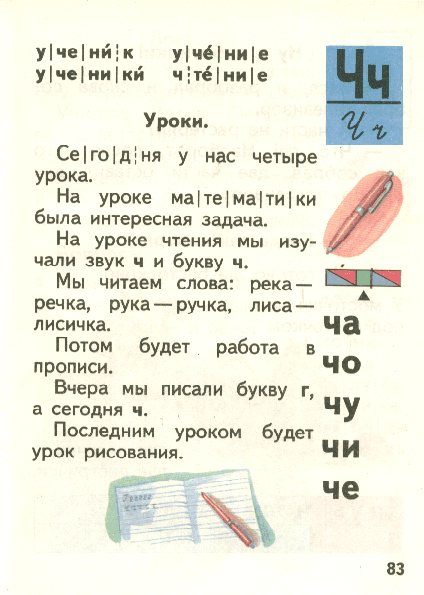 у|че|ни́|к у|че́|ни|е
у|че|ни|ки́ ч|те́|ни|е
Чч
Чч
Уроки.
Се|го|д|ня у нас четыре
урока.
На уроке ма|те|ма|ти|ки
была интересная задача.
На уроке чтения мы изу-
чали звук ч и букву ч.
Мы читаем слова: река—
речка, рука—ручка, лиса—
лисичка.
Потом будет работа в
прописи.
Вчера мы писали букву г,
а сегодня ч.
Последним уроком будет
урок рисования.
ча
чо
чу
чи
че
83